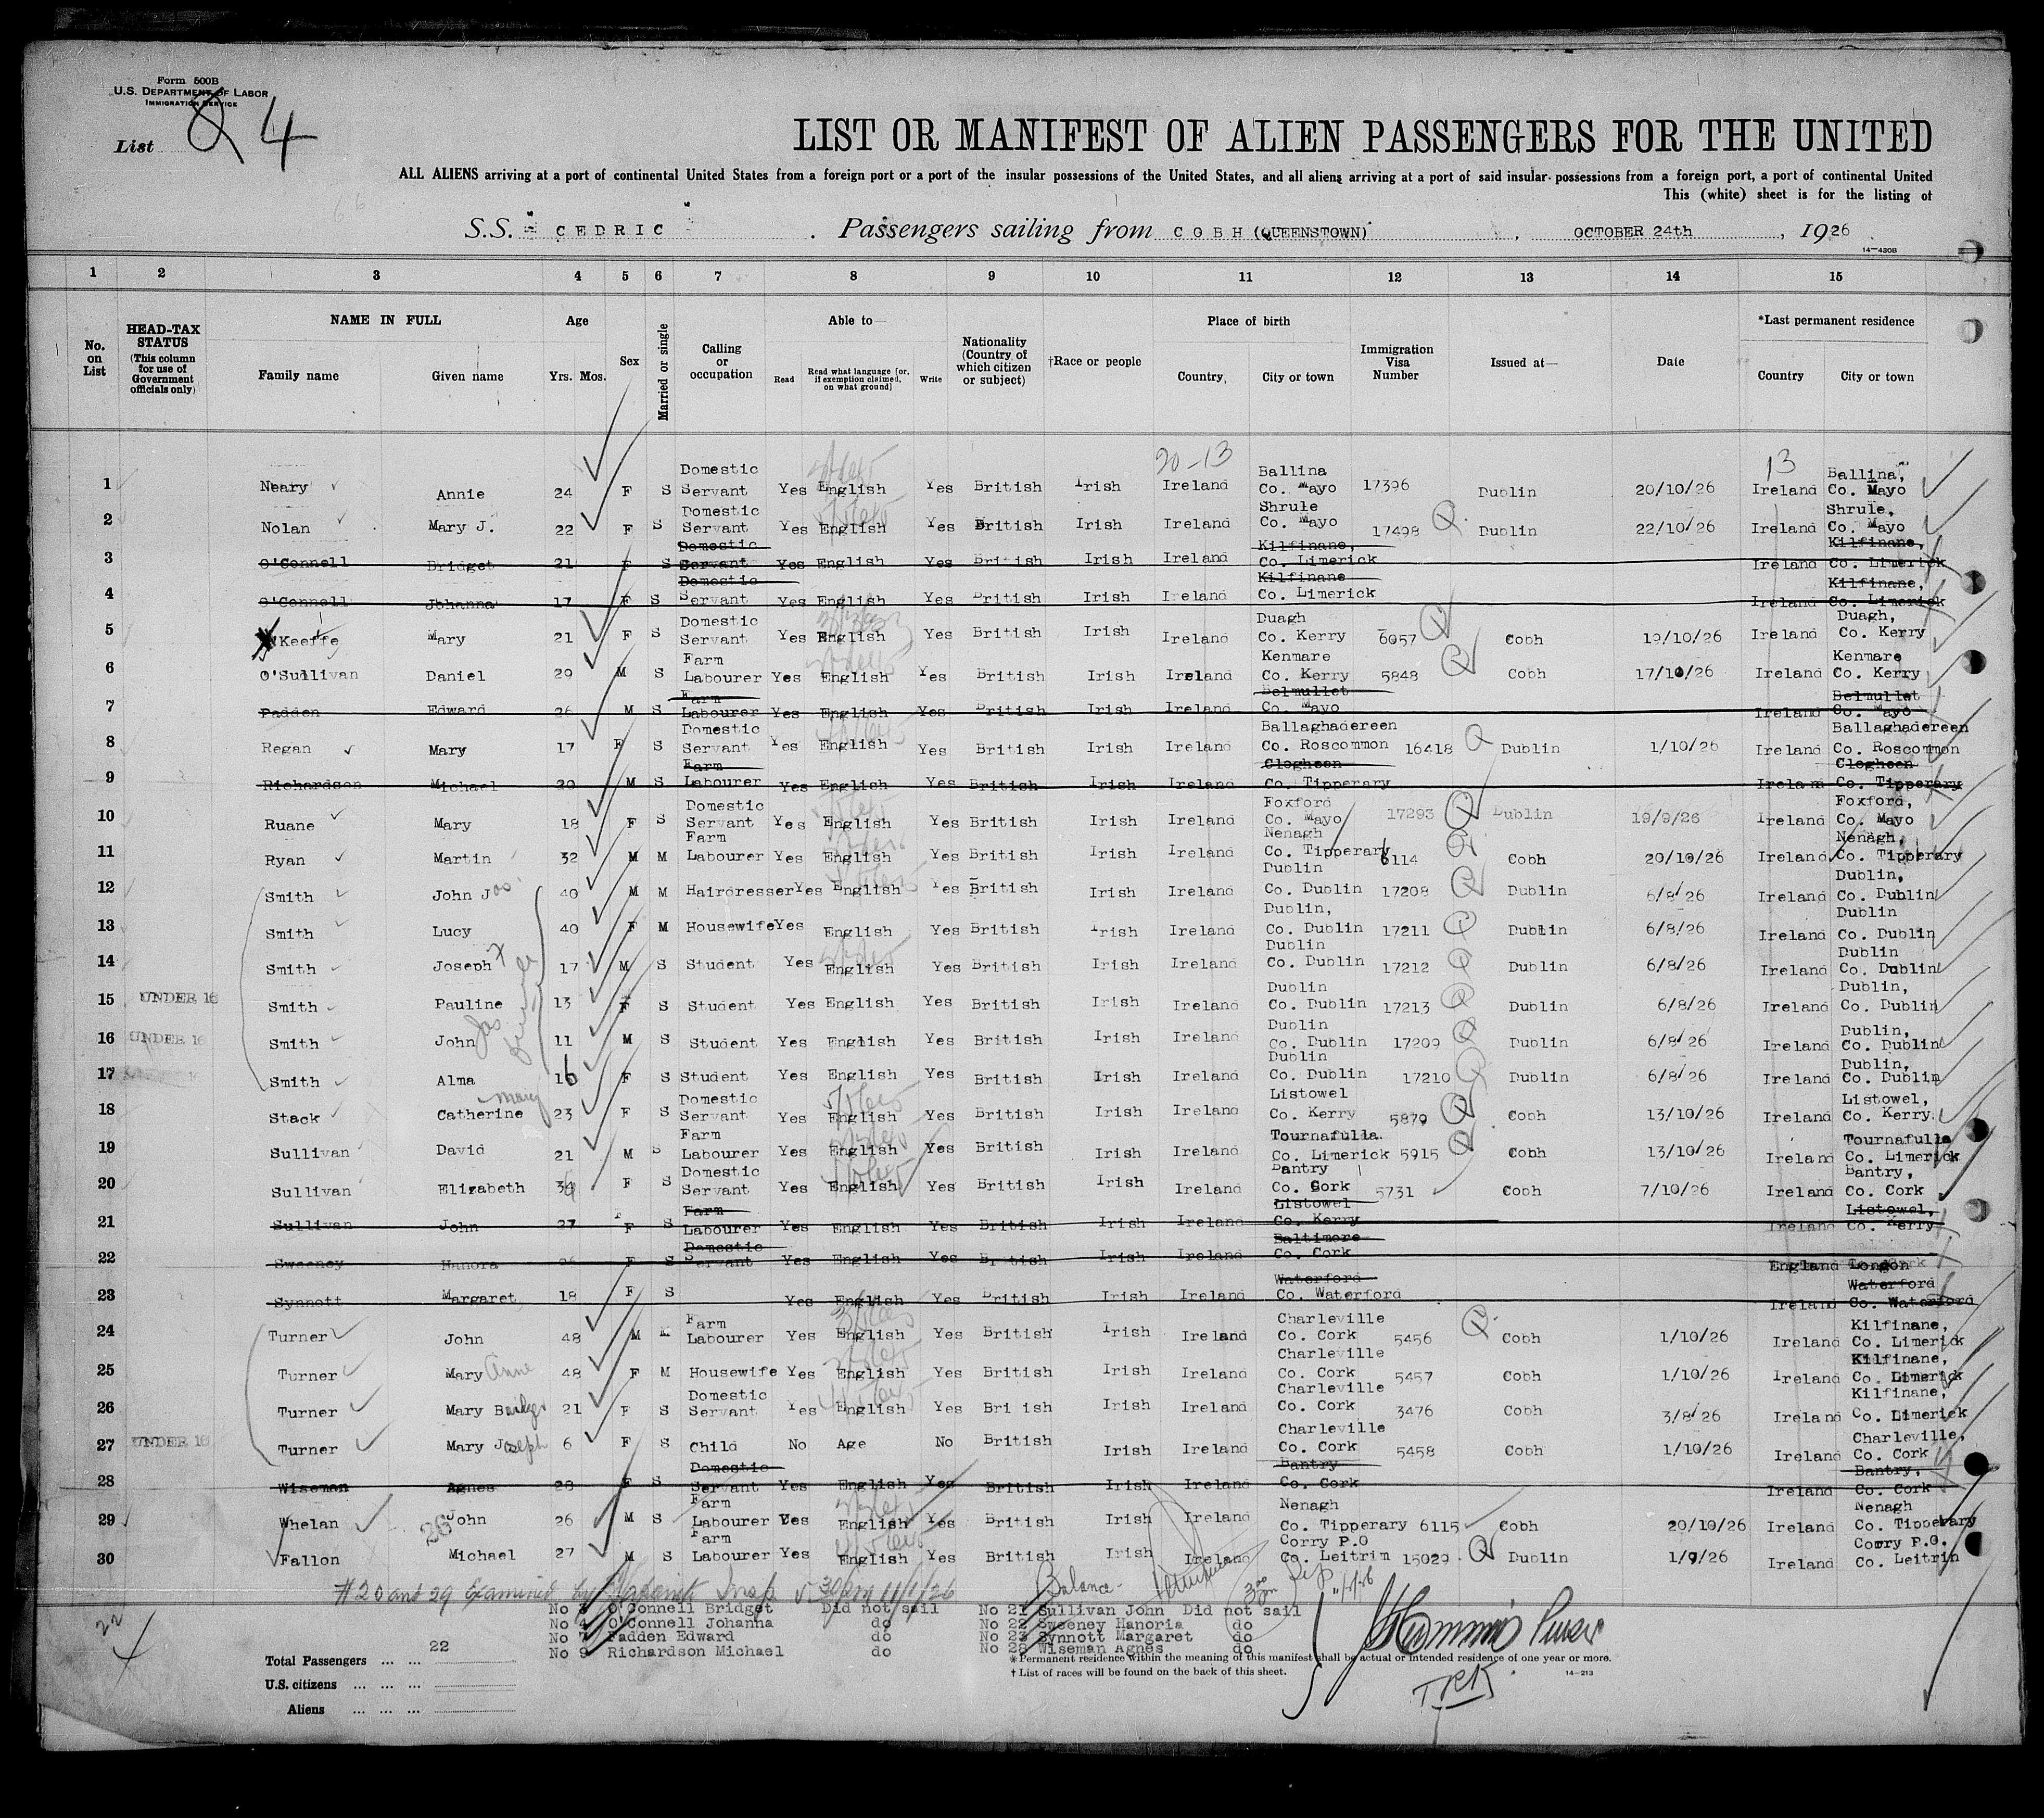 Form 500B
U.S. DEPARTMENT OF LABOR
IMMIGRATION SERVICE
List 4
LIST OR MANIFEST OF ALIEN PASSENGERS FOR THE UNITED
ALL ALIENS arriving at a port of continental United States from a foreign port or a port of the insular possessions of the United States, and all aliens arriving at a port of said insular possessions from a foreign port, a port of continental United
This (white) sheet is for the listing of
S.S. " CEDRIC " . Passengers sailing from COBH (QUEENSTOWN) , OCTOBER 24th , 1926
14—430B
1 2 3 4 5 6 7 8 9 10 11 12 13 14 15
No. on List HEAD-TAX STATUS (This column for use of Government officials only) NAME IN FULL Family name Given name Age Yrs. Mos. Sex Married or single Calling or occupation Able to— Read Read what language [or, if exemption claimed, on what ground] Write Nationality (Country of which citizen or subject) †Race or people Place of birth Country, City or town Immigration Visa Number Issued at— Date *Last permanent residence Country City or town
20-13 13
1 Neary Annie 24 F S Domestic Servant Yes English Yes British Irish Ireland Ballina Co. Mayo 17396 Dublin 20/10/26 Ireland Ballina, Co. Mayo
2 Nolan Mary J. 22 F S Domestic Servant Yes English Yes British Irish Ireland Shrule Co. Mayo 17498 Dublin 22/10/26 Ireland Shrule, Co. Mayo
3 O'Connell Bridget 21 F S Domestic Servant Yes English Yes British Irish Ireland Kilfinane, Co. Limerick Ireland Kilfinane, Co. Limerick
4 O'Connell Johanna 17 F S Domestic Servant Yes English Yes British Irish Ireland Kilfinane Co. Limerick Ireland Kilfinane, Co. Limerick
5 Keeffe Mary 21 F S Domestic Servant Yes English Yes British Irish Ireland Duagh Co. Kerry 6057 Cobh 19/10/26 Ireland Duagh, Co. Kerry
6 O'Sullivan Daniel 29 M S Farm Labourer Yes English Yes British Irish Ireland Kenmare Co. Kerry 5848 Cobh 17/10/26 Ireland Kenmare Co. Kerry
7 Padden Edward 26 M S Farm Labourer Yes English Yes British Irish Ireland Belmullet Co. Mayo Ireland Belmullet Co. Mayo
8 Regan Mary 17 F S Domestic Servant Yes English Yes British Irish Ireland Ballaghadereen Co. Roscommon 16418 Dublin 1/10/26 Ireland Ballaghadereen Co. Roscommon
9 Richardson Michael 20 M S Farm Labourer Yes English Yes British Irish Ireland Clogheen Co. Tipperary Ireland Clogheen Co. Tipperary
10 Ruane Mary 18 F S Domestic Servant Yes English Yes British Irish Ireland Foxford Co. Mayo 17293 Dublin 19/9/26 Ireland Foxford, Co. Mayo
11 Ryan Martin 32 M M Farm Labourer Yes English Yes British Irish Ireland Nenagh Co. Tipperary 6114 Cobh 20/10/26 Ireland Nenagh, Co. Tipperary
12 Smith John Jos. 40 M M Hairdresser Yes English Yes British Irish Ireland Dublin Co. Dublin 17208 Dublin 6/8/26 Ireland Dublin, Co. Dublin
13 Smith Lucy 40 F M Housewife Yes English Yes British Irish Ireland Dublin, Co. Dublin 17211 Dublin 6/8/26 Ireland Dublin Co. Dublin
14 Smith Joseph 17 M S Student Yes English Yes British Irish Ireland Dublin Co. Dublin 17212 Dublin 6/8/26 Ireland Dublin Co. Dublin
15 UNDER 16 Smith Pauline 13 F S Student Yes English Yes British Irish Ireland Dublin Co. Dublin 17213 Dublin 6/8/26 Ireland Dublin, Co. Dublin
16 UNDER 16 Smith John Jas 11 M S Student Yes English Yes British Irish Ireland Dublin Co. Dublin 17209 Dublin 6/8/26 Ireland Dublin, Co. Dublin
17 Smith Alma 16 F S Student Yes English Yes British Irish Ireland Dublin Co. Dublin 17210 Dublin 6/8/26 Ireland Dublin, Co. Dublin
18 Stack Catherine Mary 23 F S Domestic Servant Yes English Yes British Irish Ireland Listowel Co. Kerry 5879 Cobh 13/10/26 Ireland Listowel, Co. Kerry
19 Sullivan David 21 M S Farm Labourer Yes English Yes British Irish Ireland Tournafulla Co. Limerick 5915 Cobh 13/10/26 Ireland Tournafulla Co. Limerick
20 Sullivan Elizabeth 34 F S Domestic Servant Yes English Yes British Irish Ireland Bantry Co. Cork 5731 Cobh 7/10/26 Ireland Bantry, Co. Cork
21 Sullivan John 27 F S Farm Labourer Yes English Yes British Irish Ireland Listowel Co. Kerry Ireland Listowel, Co. Kerry
22 Sweeney Hanora 26 F S Domestic Servant Yes English Yes British Irish Ireland Baltimore Co. Cork England London
23 Synnott Margaret 18 F S Yes English Yes British Irish Ireland Waterford Co. Waterford Ireland Waterford Co. Waterford
24 Turner John 48 M M Farm Labourer Yes English Yes British Irish Ireland Charleville Co. Cork 5456 Cobh 1/10/26 Ireland Kilfinane, Co. Limerick
25 Turner Mary Anne 48 F M Housewife Yes English Yes British Irish Ireland Charleville Co. Cork 5457 Cobh 1/10/26 Ireland Kilfinane, Co. Limerick
26 Turner Mary Bridget 21 F S Domestic Servant Yes English Yes Bri ish Irish Ireland Charleville Co. Cork 3476 Cobh 3/8/26 Ireland Kilfinane, Co. Limerick
27 UNDER 16 Turner Mary Joseph 6 F S Child No Age No British Irish Ireland Charleville Co. Cork 5458 Cobh 1/10/26 Ireland Charleville, Co. Cork
28 Wiseman Agnes 28 F S Domestic Servant Yes English Yes British Irish Ireland Bantry Co. Cork Ireland Bantry, Co. Cork
29 Whelan John 26 26 M S Farm Labourer Yes English Yes British Irish Ireland Nenagh Co. Tipperary 6115 Cobh 20/10/26 Ireland Nenagh Co. Tipperary
30 Fallon Michael 27 M S Farm Labourer Yes English Yes British Irish Ireland Corry P.O Co. Leitrim 15029 Dublin 1/9/26 Ireland Corry P.O. Co. Leitrim
#20 and 29 Examined by Insp 11/1/26 Balance
No 3 O'Connell Bridget Did not sail No 21 Sullivan John Did not sail
No 4 O'Connell Johanna do No 22 Sweeney Hanoria do
No 7 Padden Edward do No 23 Synnott Margaret do
No 9 Richardson Michael do No 28 Wiseman Agnes do
22
Total Passengers ... ... 22
U.S. citizens ... ... ...
Aliens ... ... ...
* Permanent residence within the meaning of this manifest shall be actual or intended residence of one year or more.
† List of races will be found on the back of this sheet.
14—213
Purser